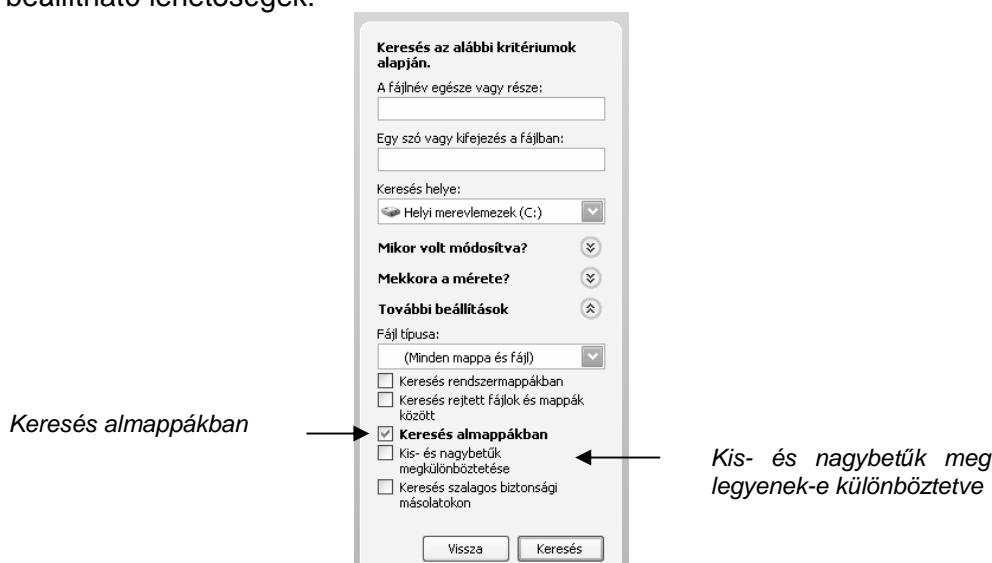 beállítható lehetőségek.
Keresés az alábbi kritériumok
alapján.
A fájlnév egésze vagy része:
Egy szó vagy kifejezés a fájlban:
Keresés helye:
Helyi merevlemezek (C:)
Mikor volt módosítva?
Mekkora a mérete?
További beállítások
Fájl típusa:
(Minden mappa és fájl)
Keresés rendszermappákban
Keresés rejtett fájlok és mappák
között
Keresés almappákban
Keresés almappákban
Kis- és nagybetűk
megkülönböztetése
Kis- és nagybetűk meg
legyenek-e különböztetve
Keresés szalagos biztonsági
másolatokon
Vissza
Keresés